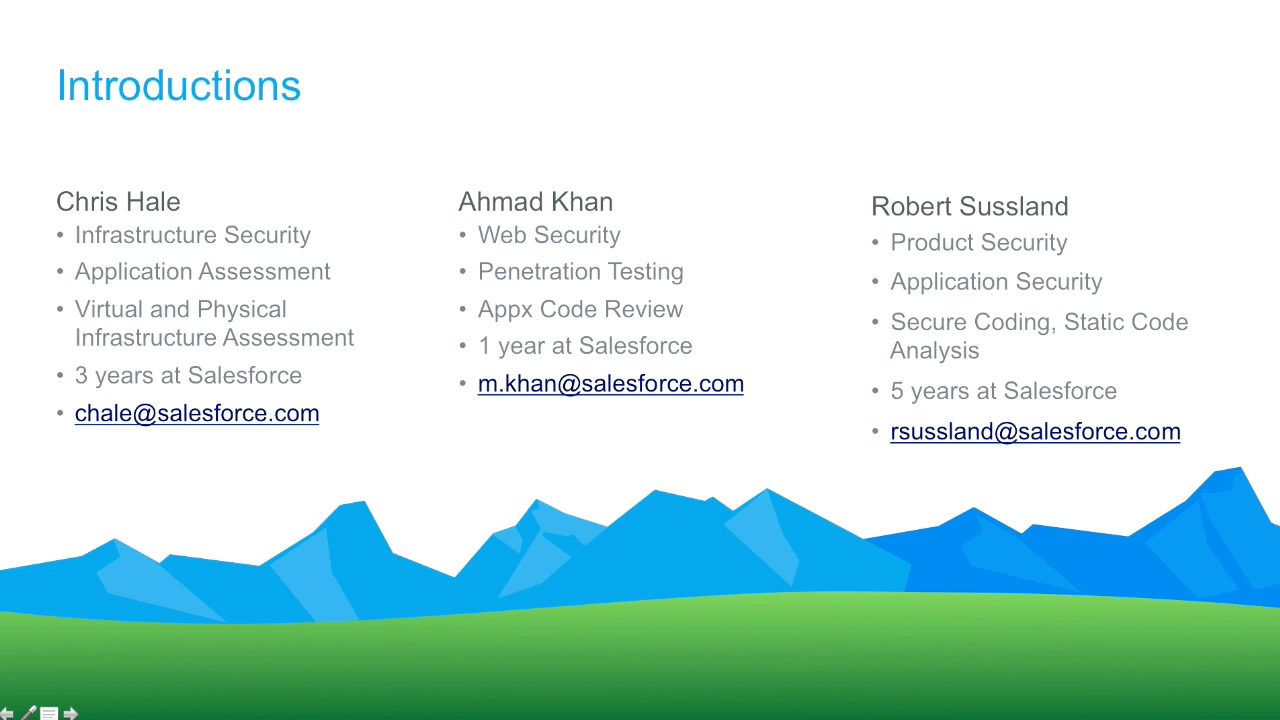 Introductions
Chris Hale
• Infrastructure Security
• Application Assessment
• Virtual and Physical
Infrastructure Assessment
• 3 years at Salesforce
• chale@salesforce.com
Ahmad Khan
• Web Security
• Penetration Testing
• Appx Code Review
• 1 year at Salesforce
• m.khan@salesforce.com
Robert Sussland
• Product Security
• Application Security
• Secure Coding, Static Code
Analysis
• 5 years at Salesforce
• rsussland@salesforce.com